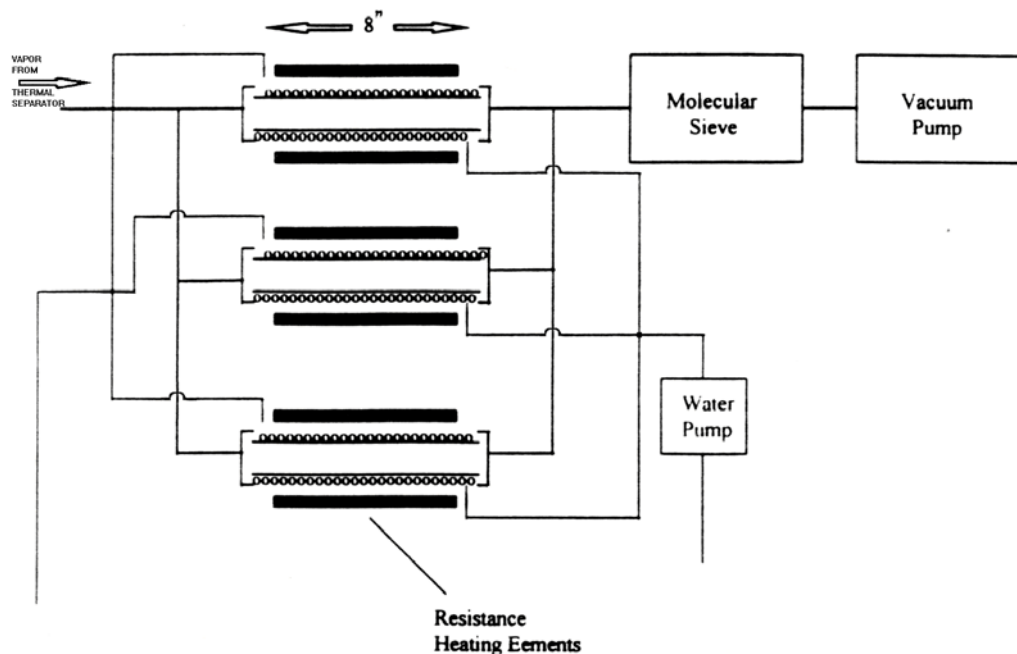 8"
VAPOR
FROM
THERMAL
SEPARATOR
Molecular
Sieve
Vacuum
Pump
Water
Pump
Resistance
Heating Eements